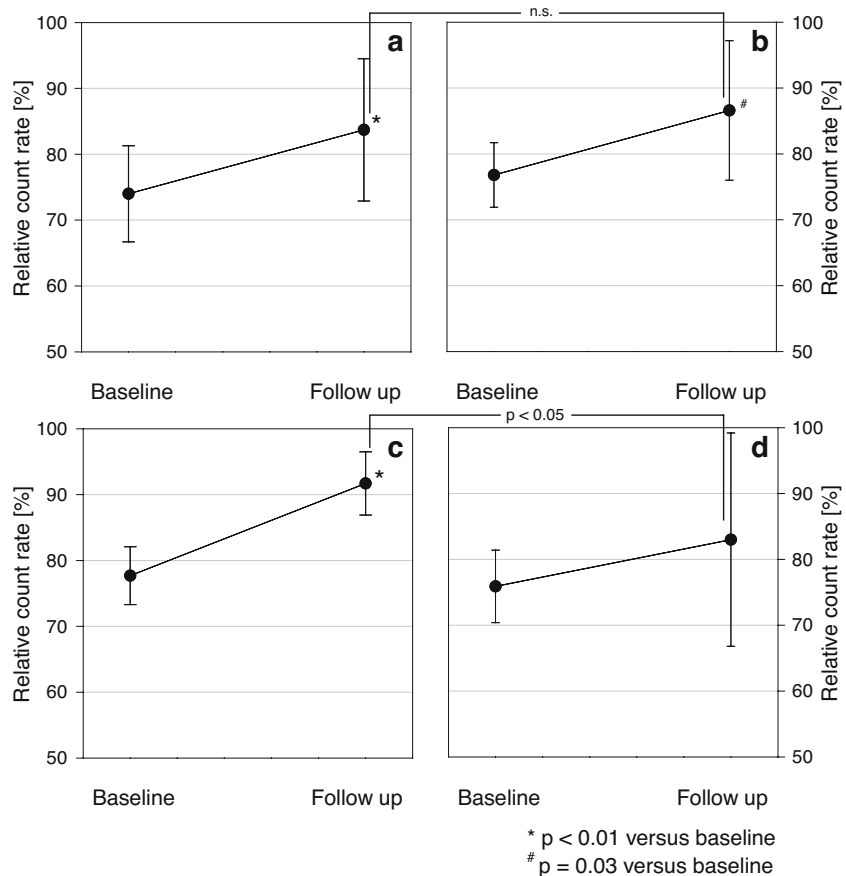 n.s.
100
90
80
70
60
50
Relative count rate [%]
a
Baseline
Follow up
*
b
#
100
90
80
70
60
50
Relative count rate [%]
Baseline
Follow up
p < 0.05
100
90
80
70
60
50
Relative count rate [%]
c
*
Baseline
Follow up
d
100
90
80
70
60
50
Relative count rate [%]
Baseline
Follow up
* p < 0.01 versus baseline
# p = 0.03 versus baseline